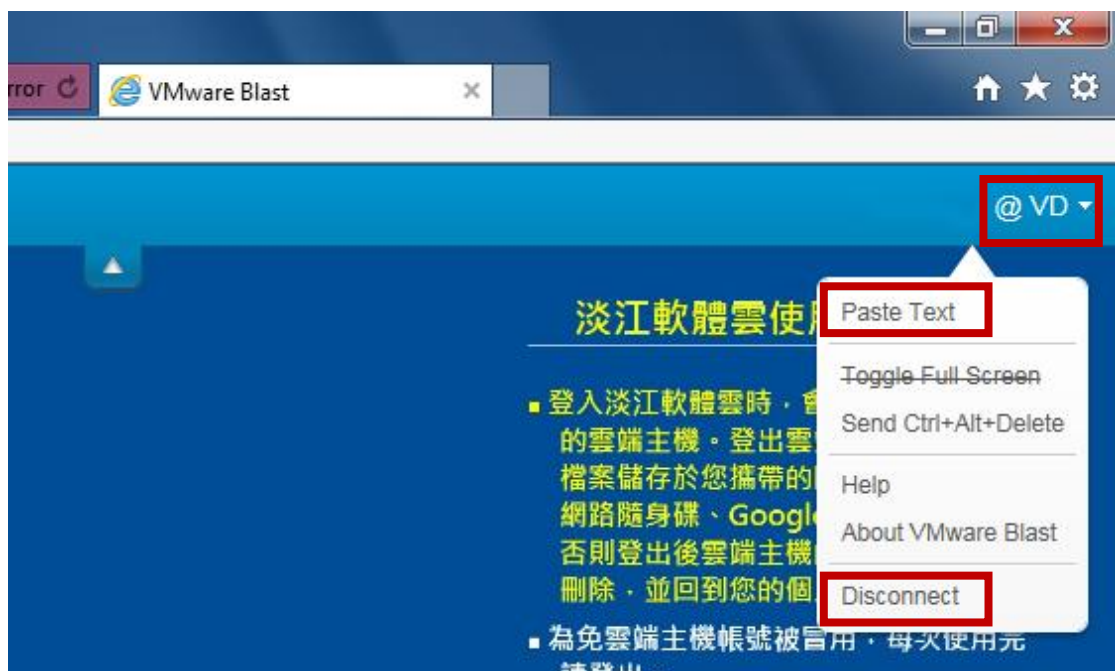 rror
VMware Blast
@ VD
Paste Text
Toggle Full Screen
Send Ctrl+Alt+Delete
Help
About VMware Blast
Disconnect
淡江軟體雲使
登入淡江軟體雲時，
的雲端主機。登出雲
檔案儲存於您攜帶的
網路隨身碟、Googl
否則登出後雲端主機
刪除，並回到您的個
為免雲端主機帳號被冒用，每次使用完